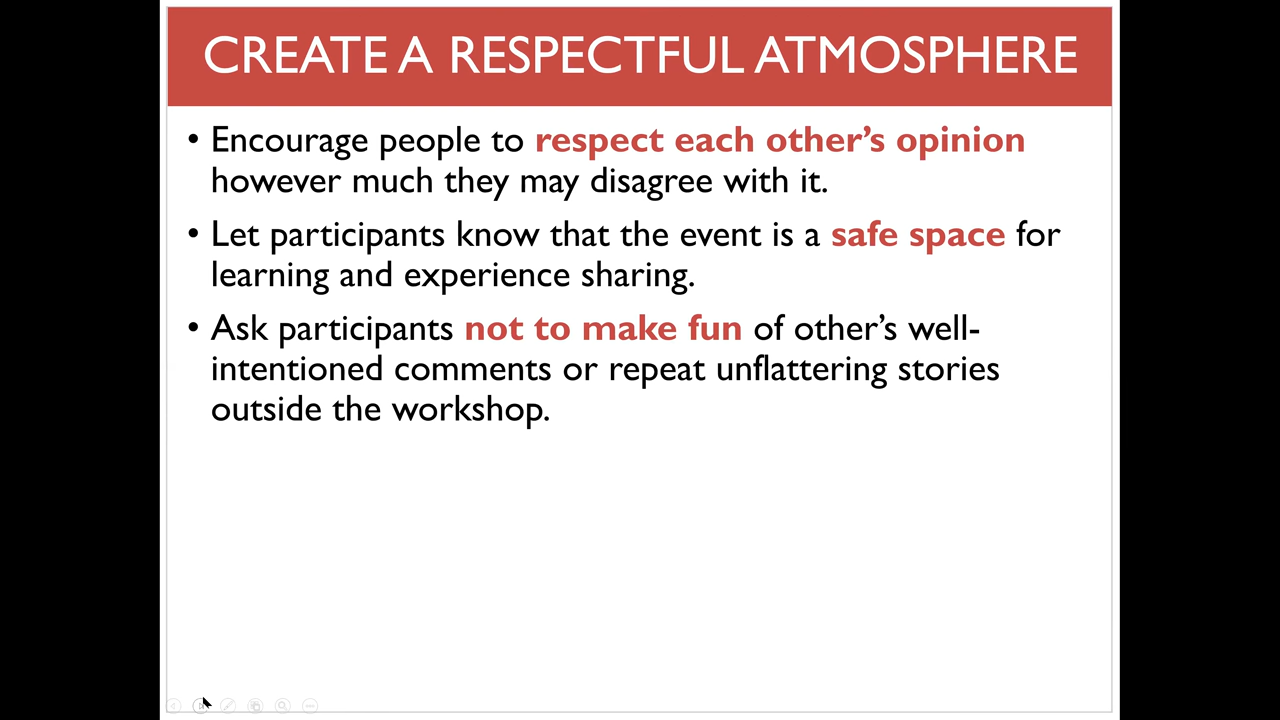 CREATE A RESPECTFUL ATMOSPHERE
• Encourage people to respect each other’s opinion
however much they may disagree with it.
• Let participants know that the event is a safe space for
learning and experience sharing.
• Ask participants not to make fun of other’s well-
intentioned comments or repeat unflattering stories
outside the workshop.